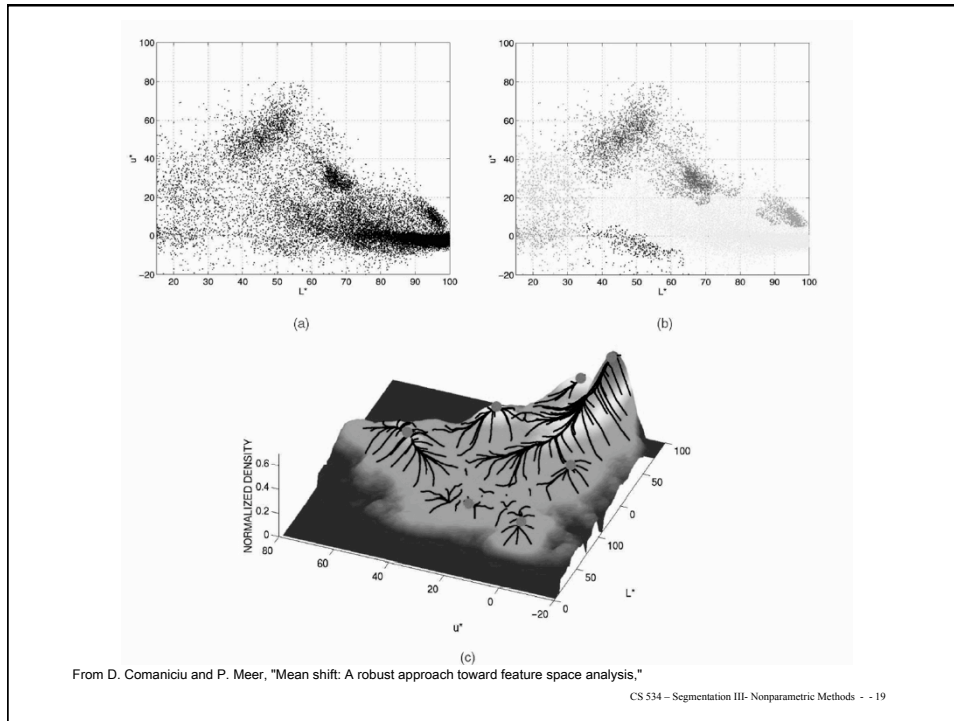 100
80
60
40
20
0
−20
u*
20 30 40 50 60 70 80 90 100
L*
(a)
100
80
60
40
20
0
−20
u*
20 30 40 50 60 70 80 90 100
L*
(b)
NORMALIZED DENSITY
0.6
0.4
0.2
0
80 60 40 20 0 −20
u*
100
50
0
100
50
0
L*
(c)
From D. Comaniciu and P. Meer, "Mean shift: A robust approach toward feature space analysis,"
CS 534 – Segmentation III- Nonparametric Methods - - 19